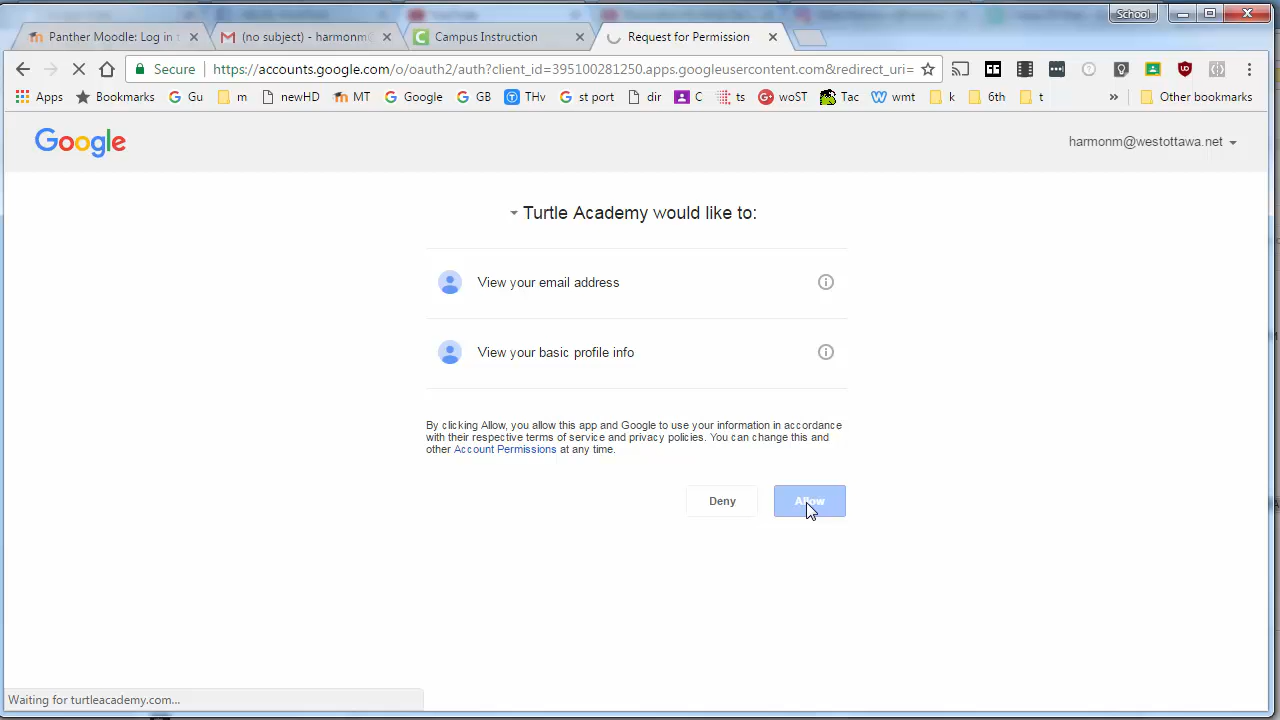 School
Panther Moodle: Log in t
(no subject) - harmonm@
Campus Instruction
Request for Permission
Secure
https://accounts.google.com/o/oauth2/auth?client_id=395100281250.apps.googleusercontent.com&redirect_uri=
Apps
Bookmarks
Gu
m
newHD
MT
Google
GB
THv
st port
dir
C
ts
woST
Tac
wmt
k
6th
t
»
Other bookmarks
Google
harmonm@westottawa.net
Turtle Academy would like to:
View your email address
View your basic profile info
By clicking Allow, you allow this app and Google to use your information in accordance
with their respective terms of service and privacy policies. You can change this and
other Account Permissions at any time.
Deny
Allow
Waiting for turtleacademy.com...